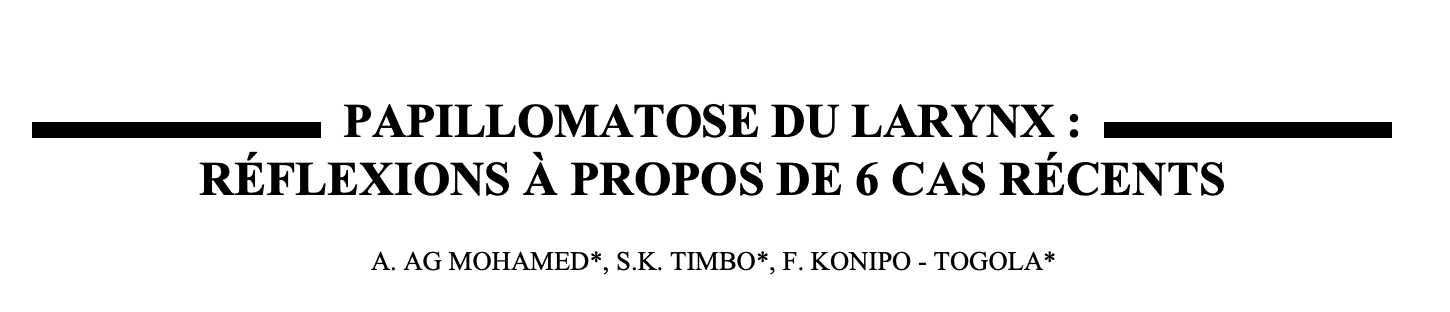 PAPILLOMATOSE DU LARYNX :
RÉFLEXIONS À PROPOS DE 6 CAS RÉCENTS
A. AG MOHAMED*, S.K. TIMBO*, F. KONIPO - TOGOLA*